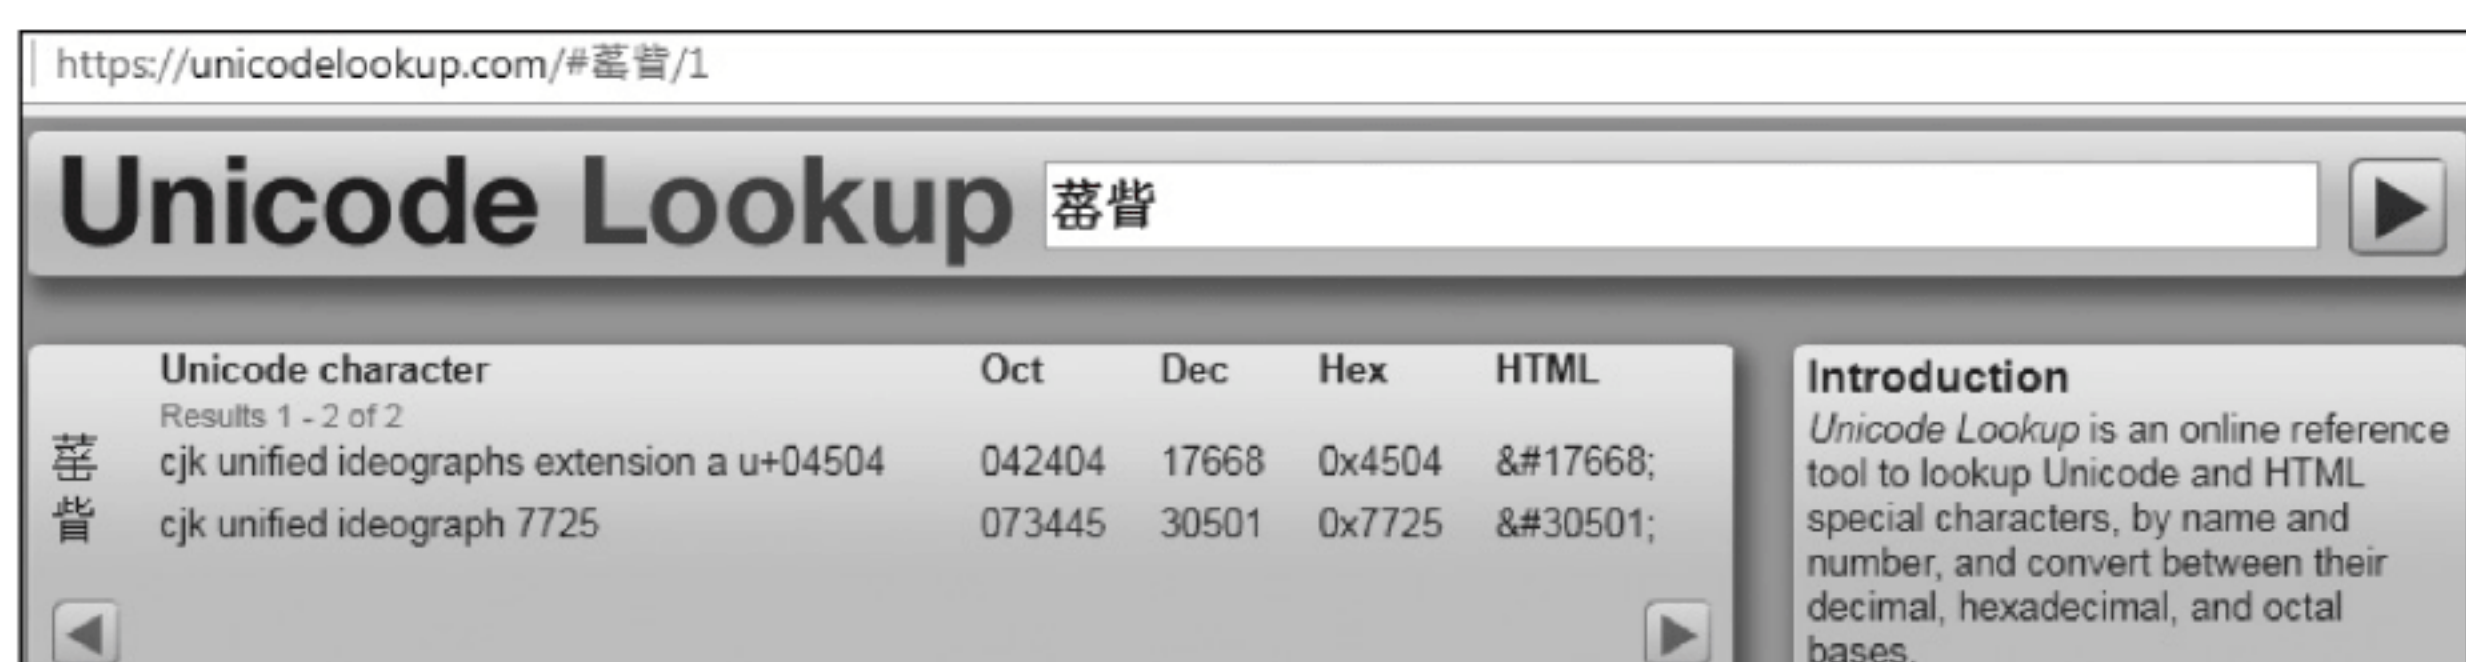 https://unicodelookup.com/#䔄眥/1
Unicode Lookup 䔄眥
Unicode character Oct Dec Hex HTML
Results 1 - 2 of 2
䔄 cjk unified ideographs extension a u+04504 042404 17668 0x4504 &#17668;
眥 cjk unified ideograph 7725 073445 30501 0x7725 &#30501;
Introduction
Unicode Lookup is an online reference
tool to lookup Unicode and HTML
special characters, by name and
number, and convert between their
decimal, hexadecimal, and octal
bases.